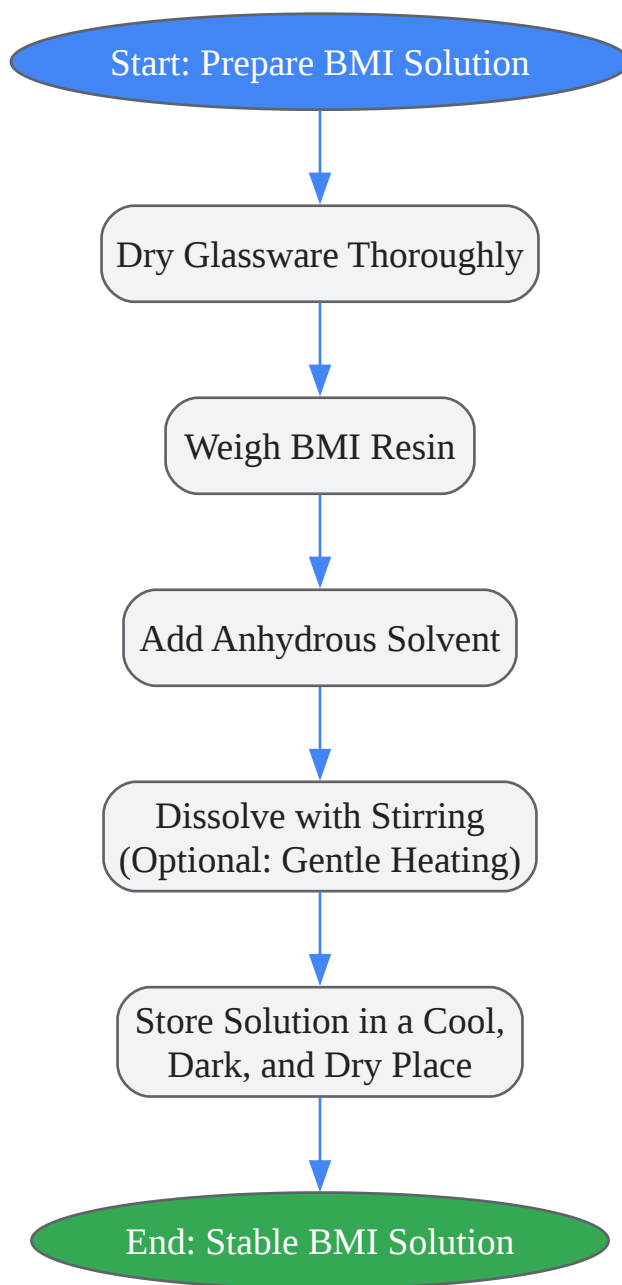 Start: Prepare BMI Solution
Dry Glassware Thoroughly
Weigh BMI Resin
Add Anhydrous Solvent
Dissolve with Stirring
(Optional: Gentle Heating)
Store Solution in a Cool,
Dark, and Dry Place
End: Stable BMI Solution